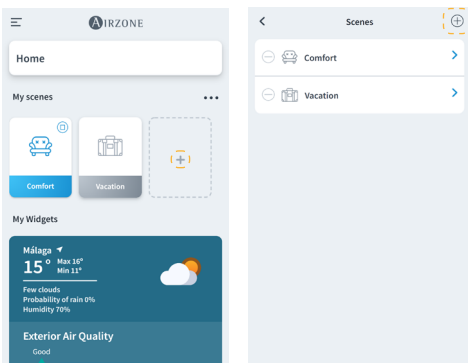 AIRZONE
Home
My scenes
Comfort
Vacation
My Widgets
Málaga
15° Max 16°
Min 11°
Few clouds
Probability of rain 0%
Humidity 70%
Exterior Air Quality
Good
Scenes
Comfort
Vacation